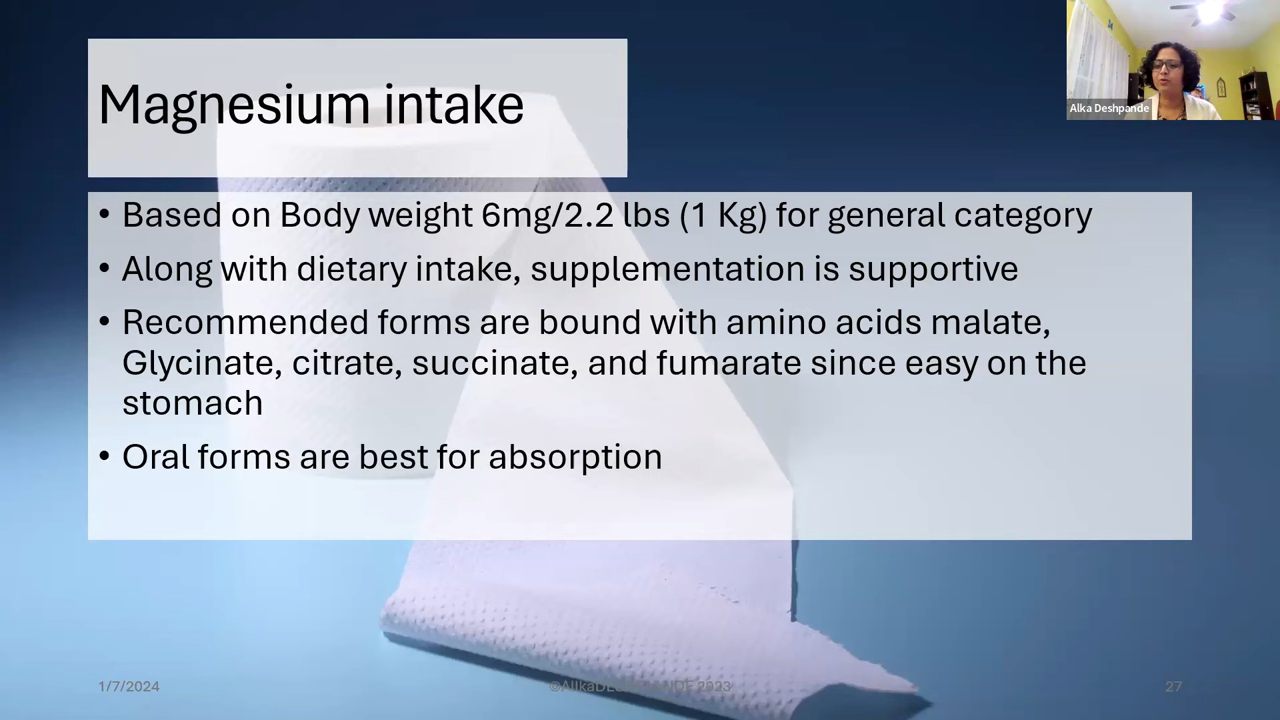 Magnesium intake
Alka Deshpande
• Based on Body weight 6mg/2.2 lbs (1 Kg) for general category
• Along with dietary intake, supplementation is supportive
• Recommended forms are bound with amino acids malate,
Glycinate, citrate, succinate, and fumarate since easy on the
stomach
• Oral forms are best for absorption
1/7/2024
2023
27